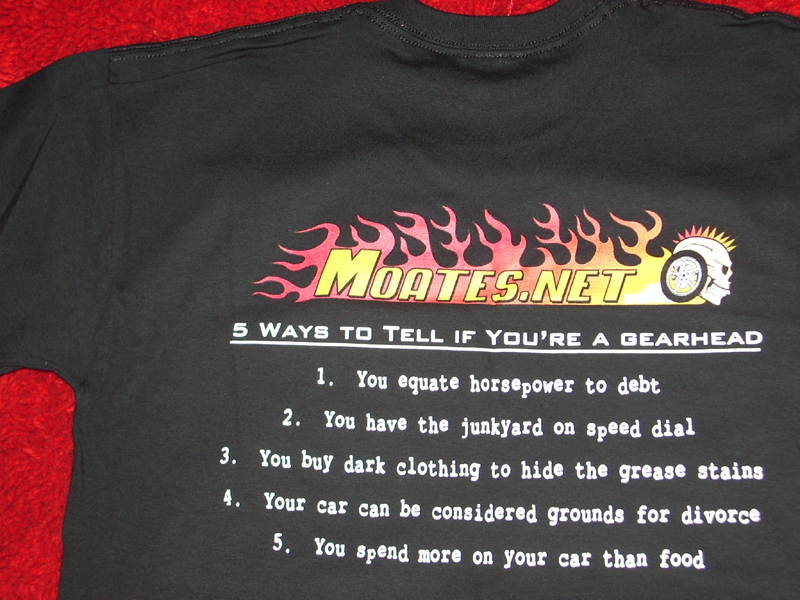 MOATES.NET
5 WAYS TO TELL IF YOU'RE A GEARHEAD
1. You equate horsepower to debt
2. You have the junkyard on speed dial
3. You buy dark clothing to hide the grease stains
4. Your car can be considered grounds for divorce
5. You spend more on your car than food